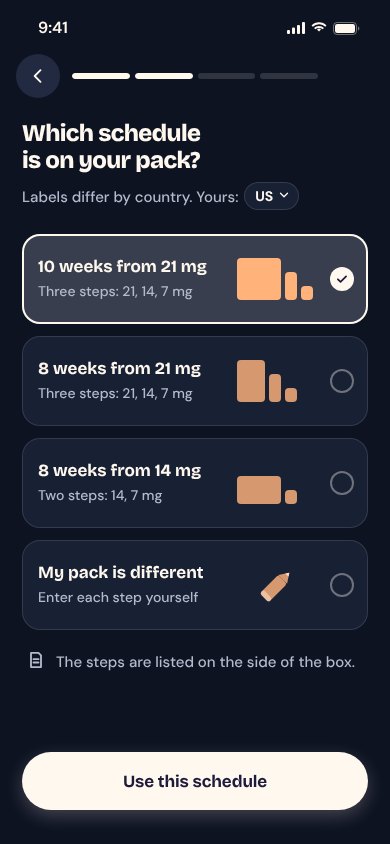 9:41
Which schedule
is on your pack?
Labels differ by country. Yours: US
10 weeks from 21 mg
Three steps: 21, 14, 7 mg
8 weeks from 21 mg
Three steps: 21, 14, 7 mg
8 weeks from 14 mg
Two steps: 14, 7 mg
My pack is different
Enter each step yourself
The steps are listed on the side of the box.
Use this schedule